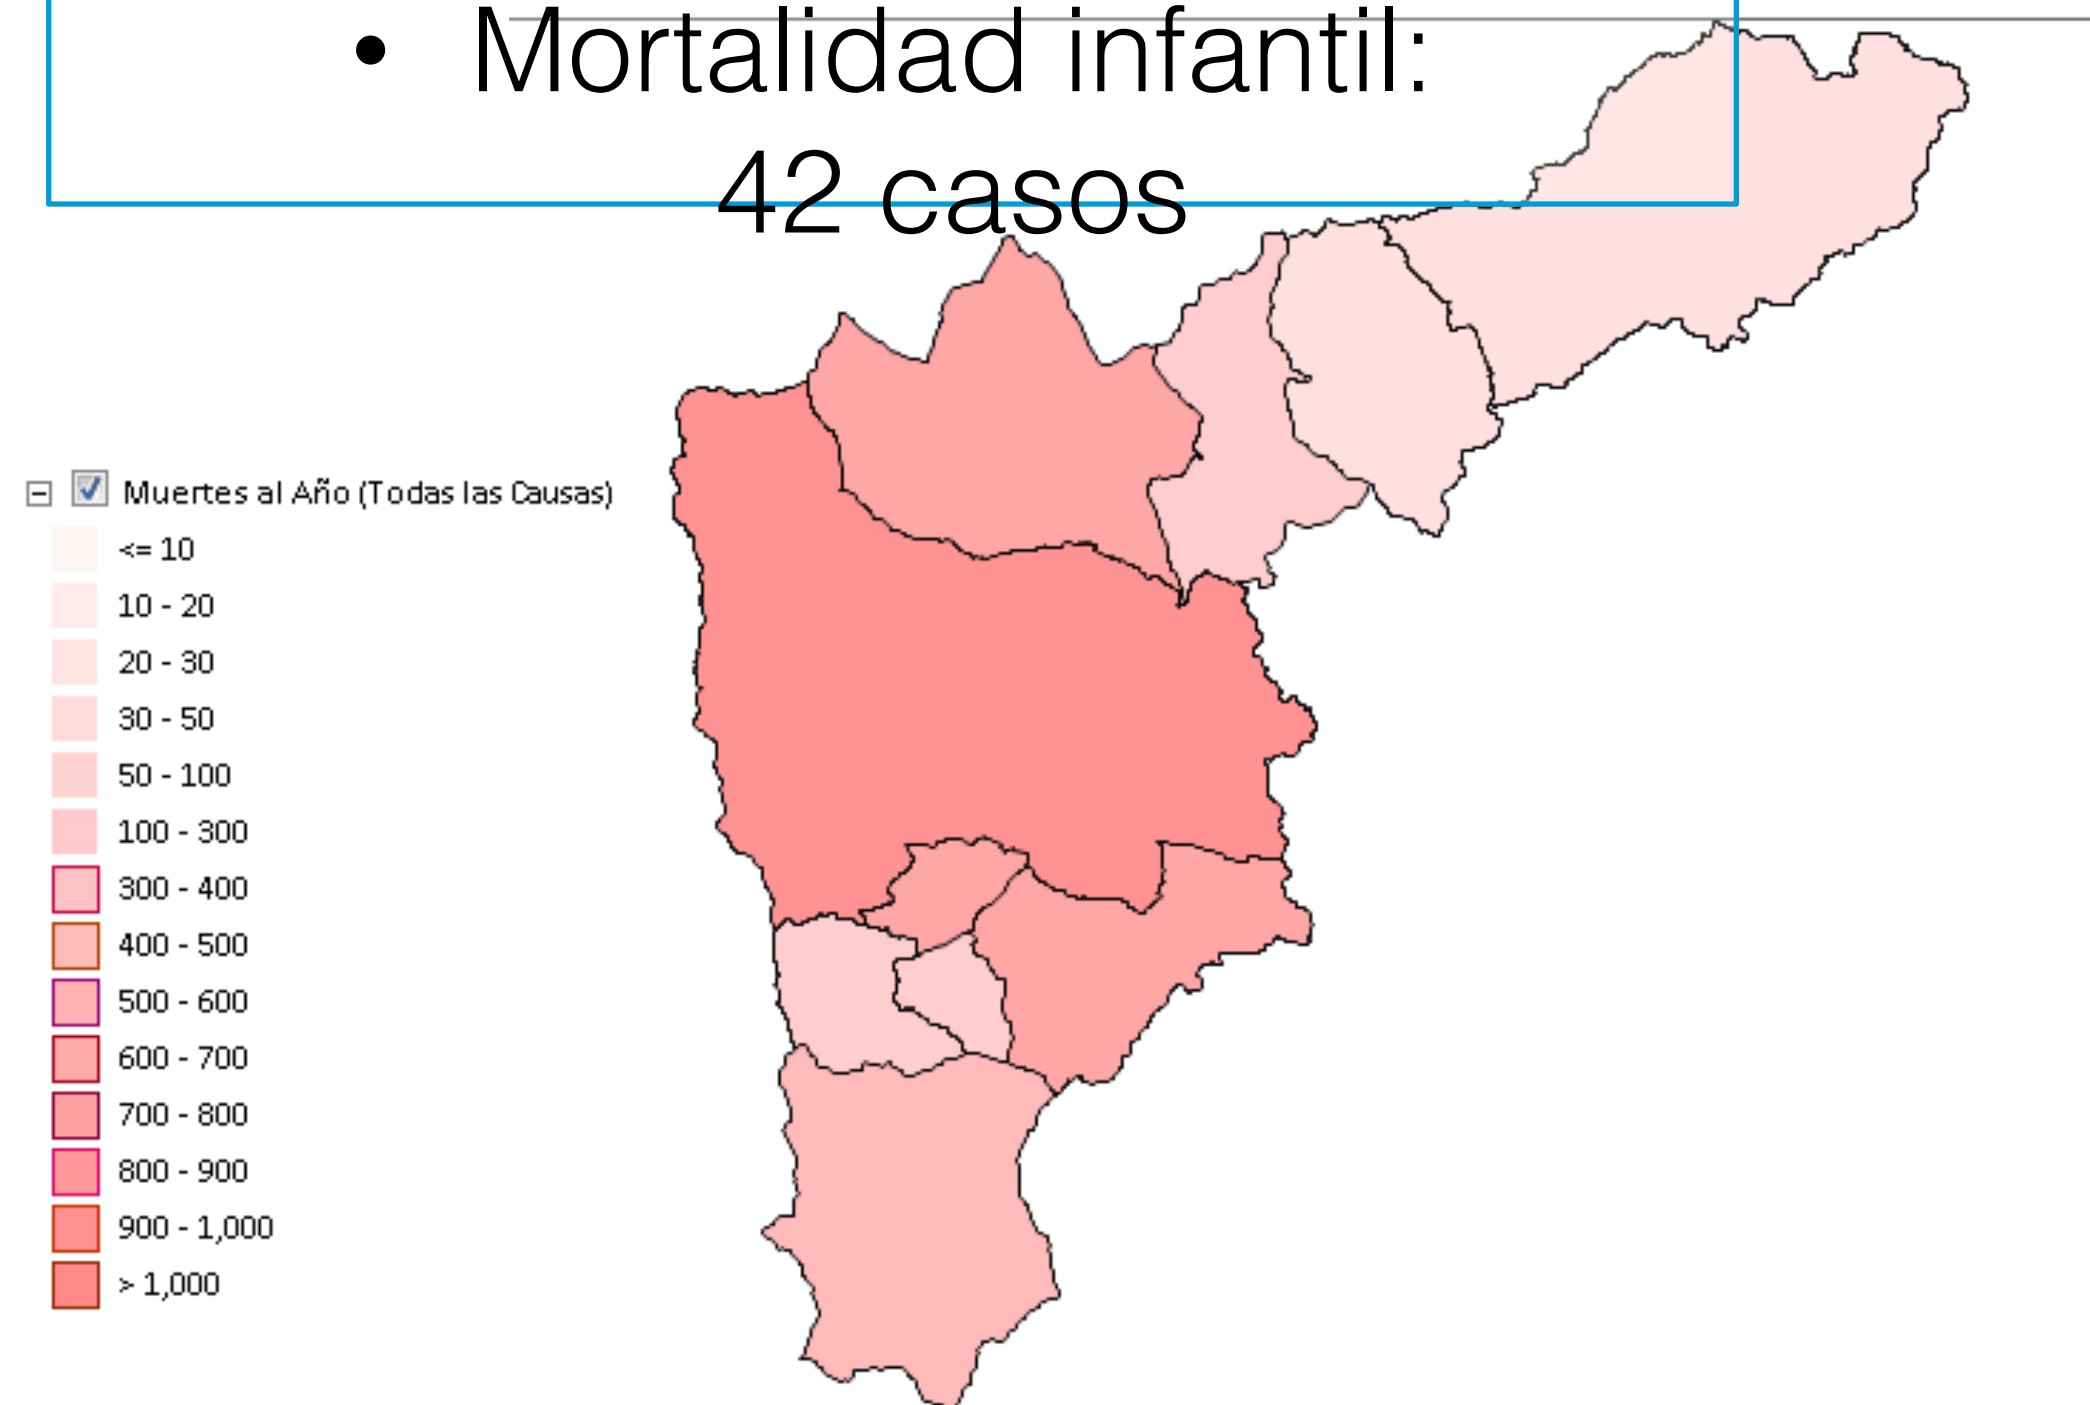 • Mortalidad infantil:
42 casos
Muertes al Año (Todas las Causas)
<= 10
10 - 20
20 - 30
30 - 50
50 - 100
100 - 300
300 - 400
400 - 500
500 - 600
600 - 700
700 - 800
800 - 900
900 - 1,000
> 1,000